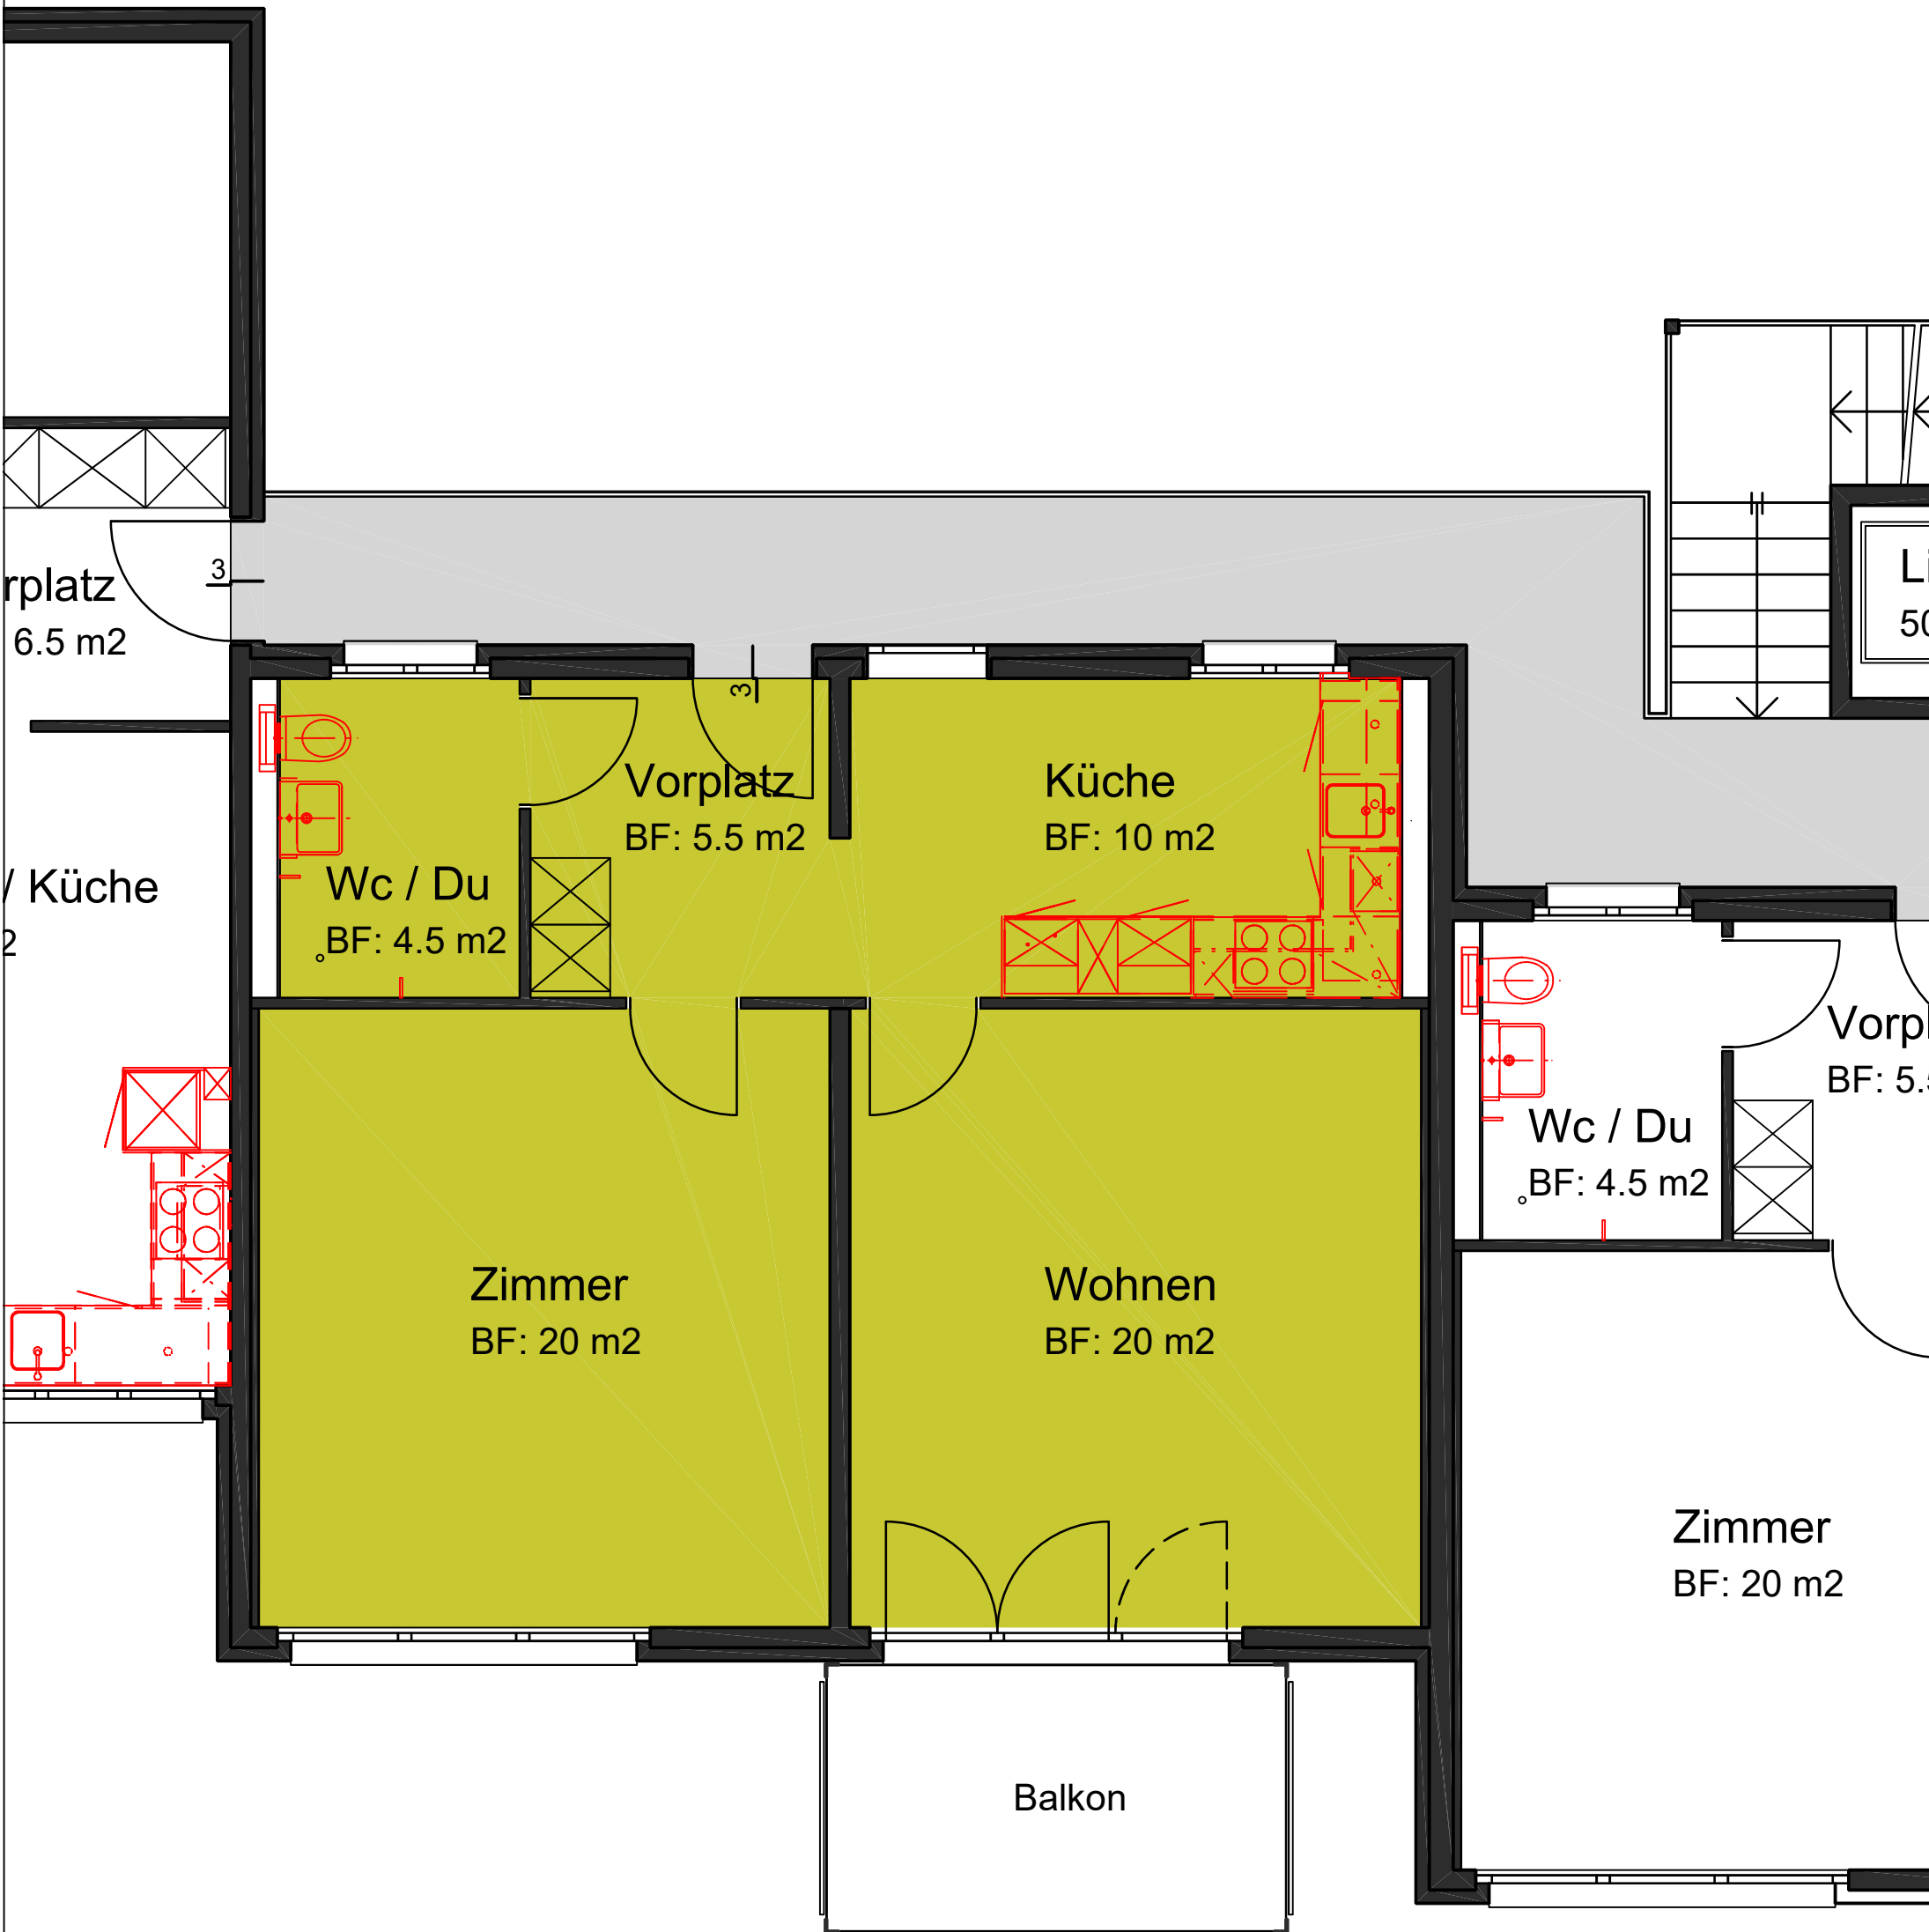 rplatz
6.5 m2
3
3
Li
50
Vorplatz
BF: 5.5 m2
Küche
BF: 10 m2
Wc / Du
BF: 4.5 m2
/ Küche
2
Vorpl
BF: 5.5
Wc / Du
BF: 4.5 m2
Zimmer
BF: 20 m2
Wohnen
BF: 20 m2
Zimmer
BF: 20 m2
Balkon